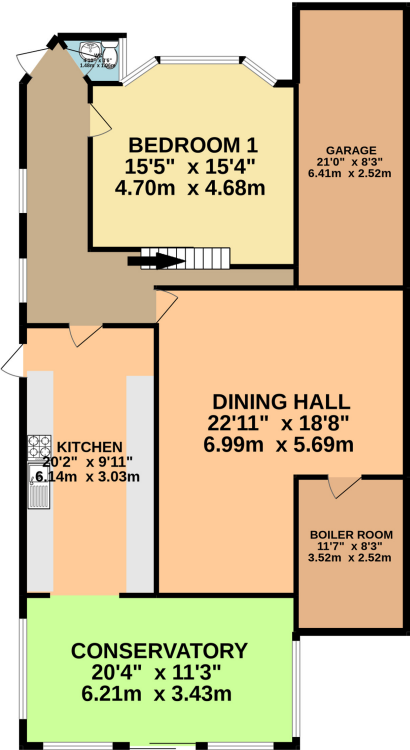 BEDROOM 1
15'5" x 15'4"
4.70m x 4.68m
GARAGE
21'0" x 8'3"
6.41m x 2.52m
DINING HALL
22'11" x 18'8"
6.99m x 5.69m
KITCHEN
20'2" x 9'11"
6.14m x 3.03m
BOILER ROOM
11'7" x 8'3"
3.52m x 2.52m
CONSERVATORY
20'4" x 11'3"
6.21m x 3.43m